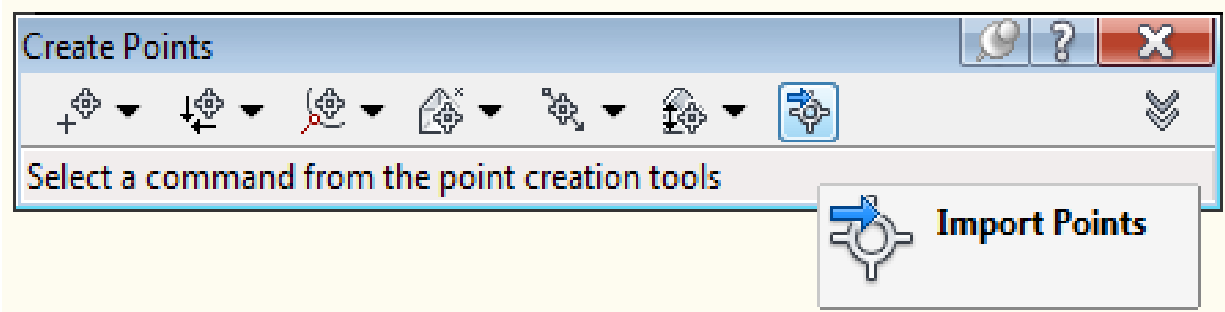 Create Points
?
Select a command from the point creation tools
Import Points